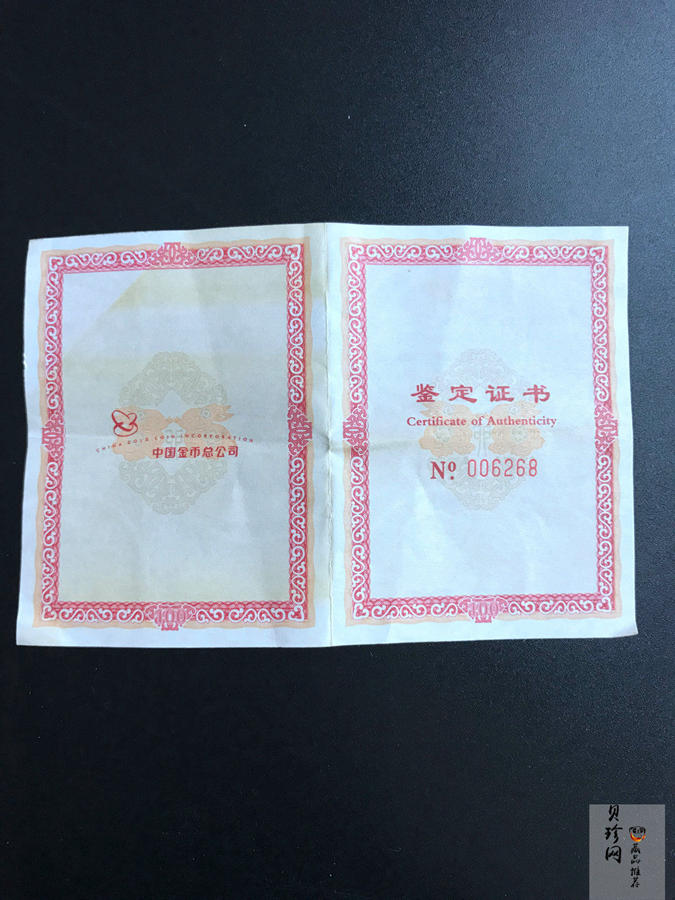 CHINA GOLD COIN INCORPORATION
中国金币总公司
鉴定证书
Certificate of Authenticity
Nº 006268
贝珍网
藏品推荐